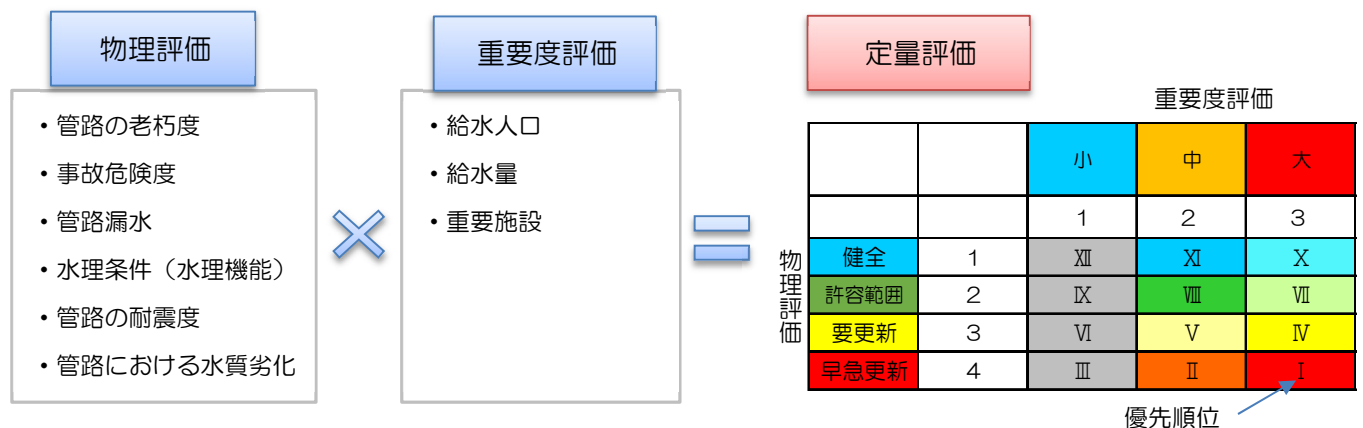 物理評価
・管路の老朽度
・事故危険度
・管路漏水
・水理条件（水理機能）
・管路の耐震度
・管路における水質劣化
×
重要度評価
・給水人口
・給水量
・重要施設
=
定量評価
重要度評価
小 中 大
1 2 3
物理評価
健全 1 Ⅻ Ⅺ Ⅹ
許容範囲 2 Ⅸ Ⅷ Ⅶ
要更新 3 Ⅵ Ⅴ Ⅳ
早急更新 4 Ⅲ Ⅱ Ⅰ
優先順位